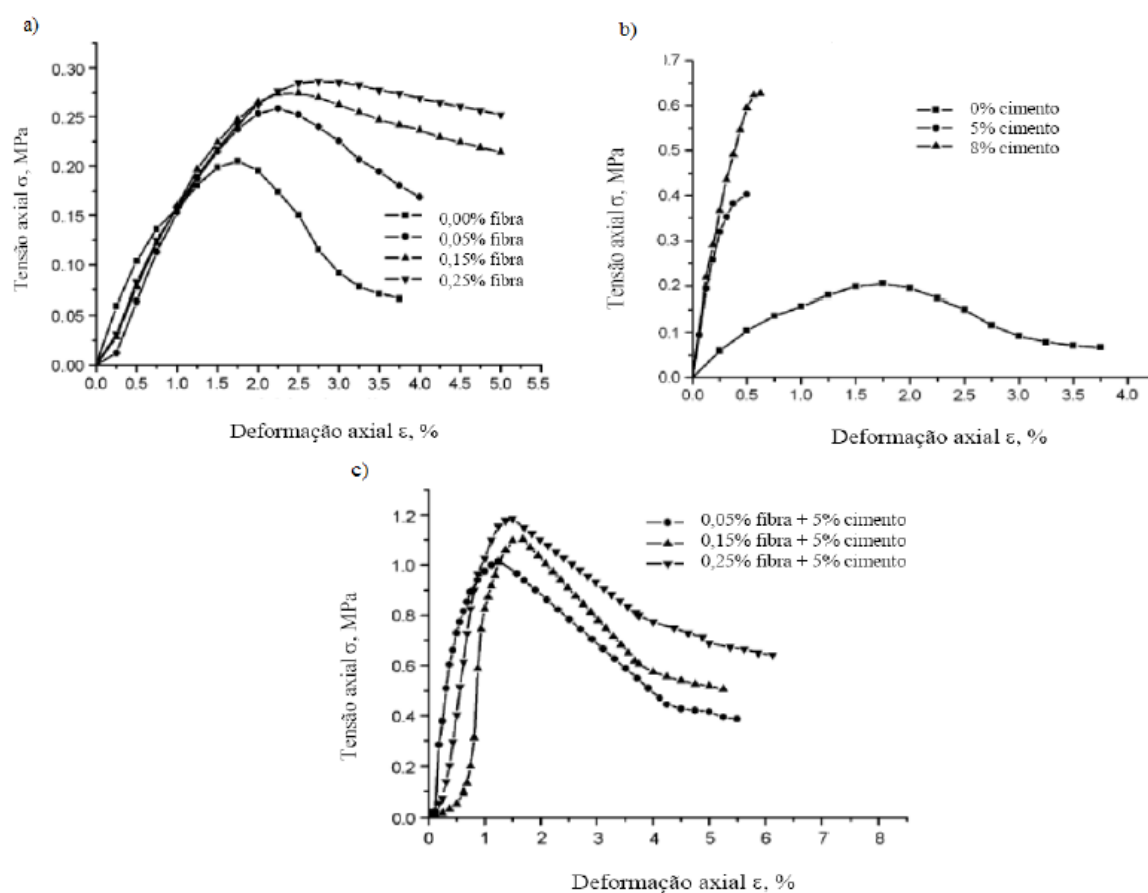 a)
Tensão axial σ, MPa
0.30
0.25
0.20
0.15
0.10
0.05
0.00
0.0 0.5 1.0 1.5 2.0 2.5 3.0 3.5 4.0 4.5 5.0 5.5
Deformação axial ε, %
0,00% fibra
0,05% fibra
0,15% fibra
0,25% fibra
b)
Tensão axial σ, MPa
0.7
0.6
0.5
0.4
0.3
0.2
0.1
0.0
0.0 0.5 1.0 1.5 2.0 2.5 3.0 3.5 4.0
Deformação axial ε, %
0% cimento
5% cimento
8% cimento
c)
Tensão axial σ, MPa
1.2
1.0
0.8
0.6
0.4
0.2
0.0
0 1 2 3 4 5 6 7 8
Deformação axial ε, %
0,05% fibra + 5% cimento
0,15% fibra + 5% cimento
0,25% fibra + 5% cimento